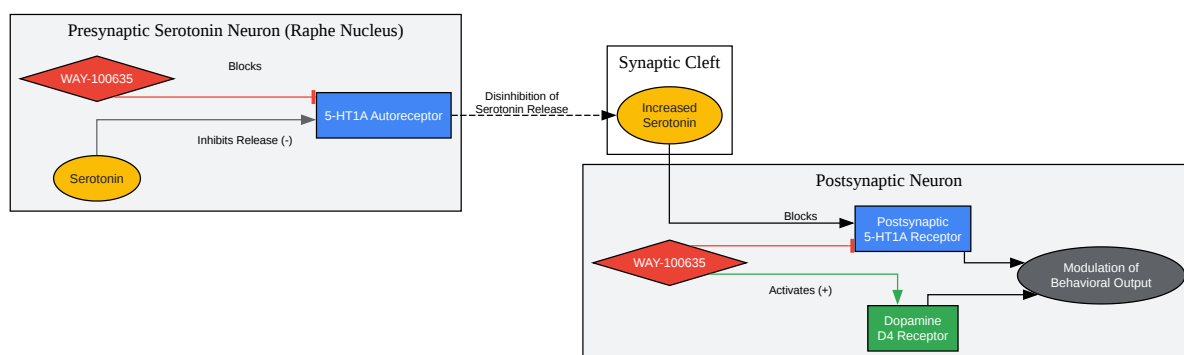 Presynaptic Serotonin Neuron (Raphe Nucleus)
WAY-100635
Blocks
5-HT1A Autoreceptor
Inhibits Release (-)
Serotonin
Disinhibition of
Serotonin Release
Synaptic Cleft
Increased
Serotonin
Postsynaptic Neuron
Blocks
Postsynaptic
5-HT1A Receptor
WAY-100635
Activates (+)
Dopamine
D4 Receptor
Modulation of
Behavioral Output